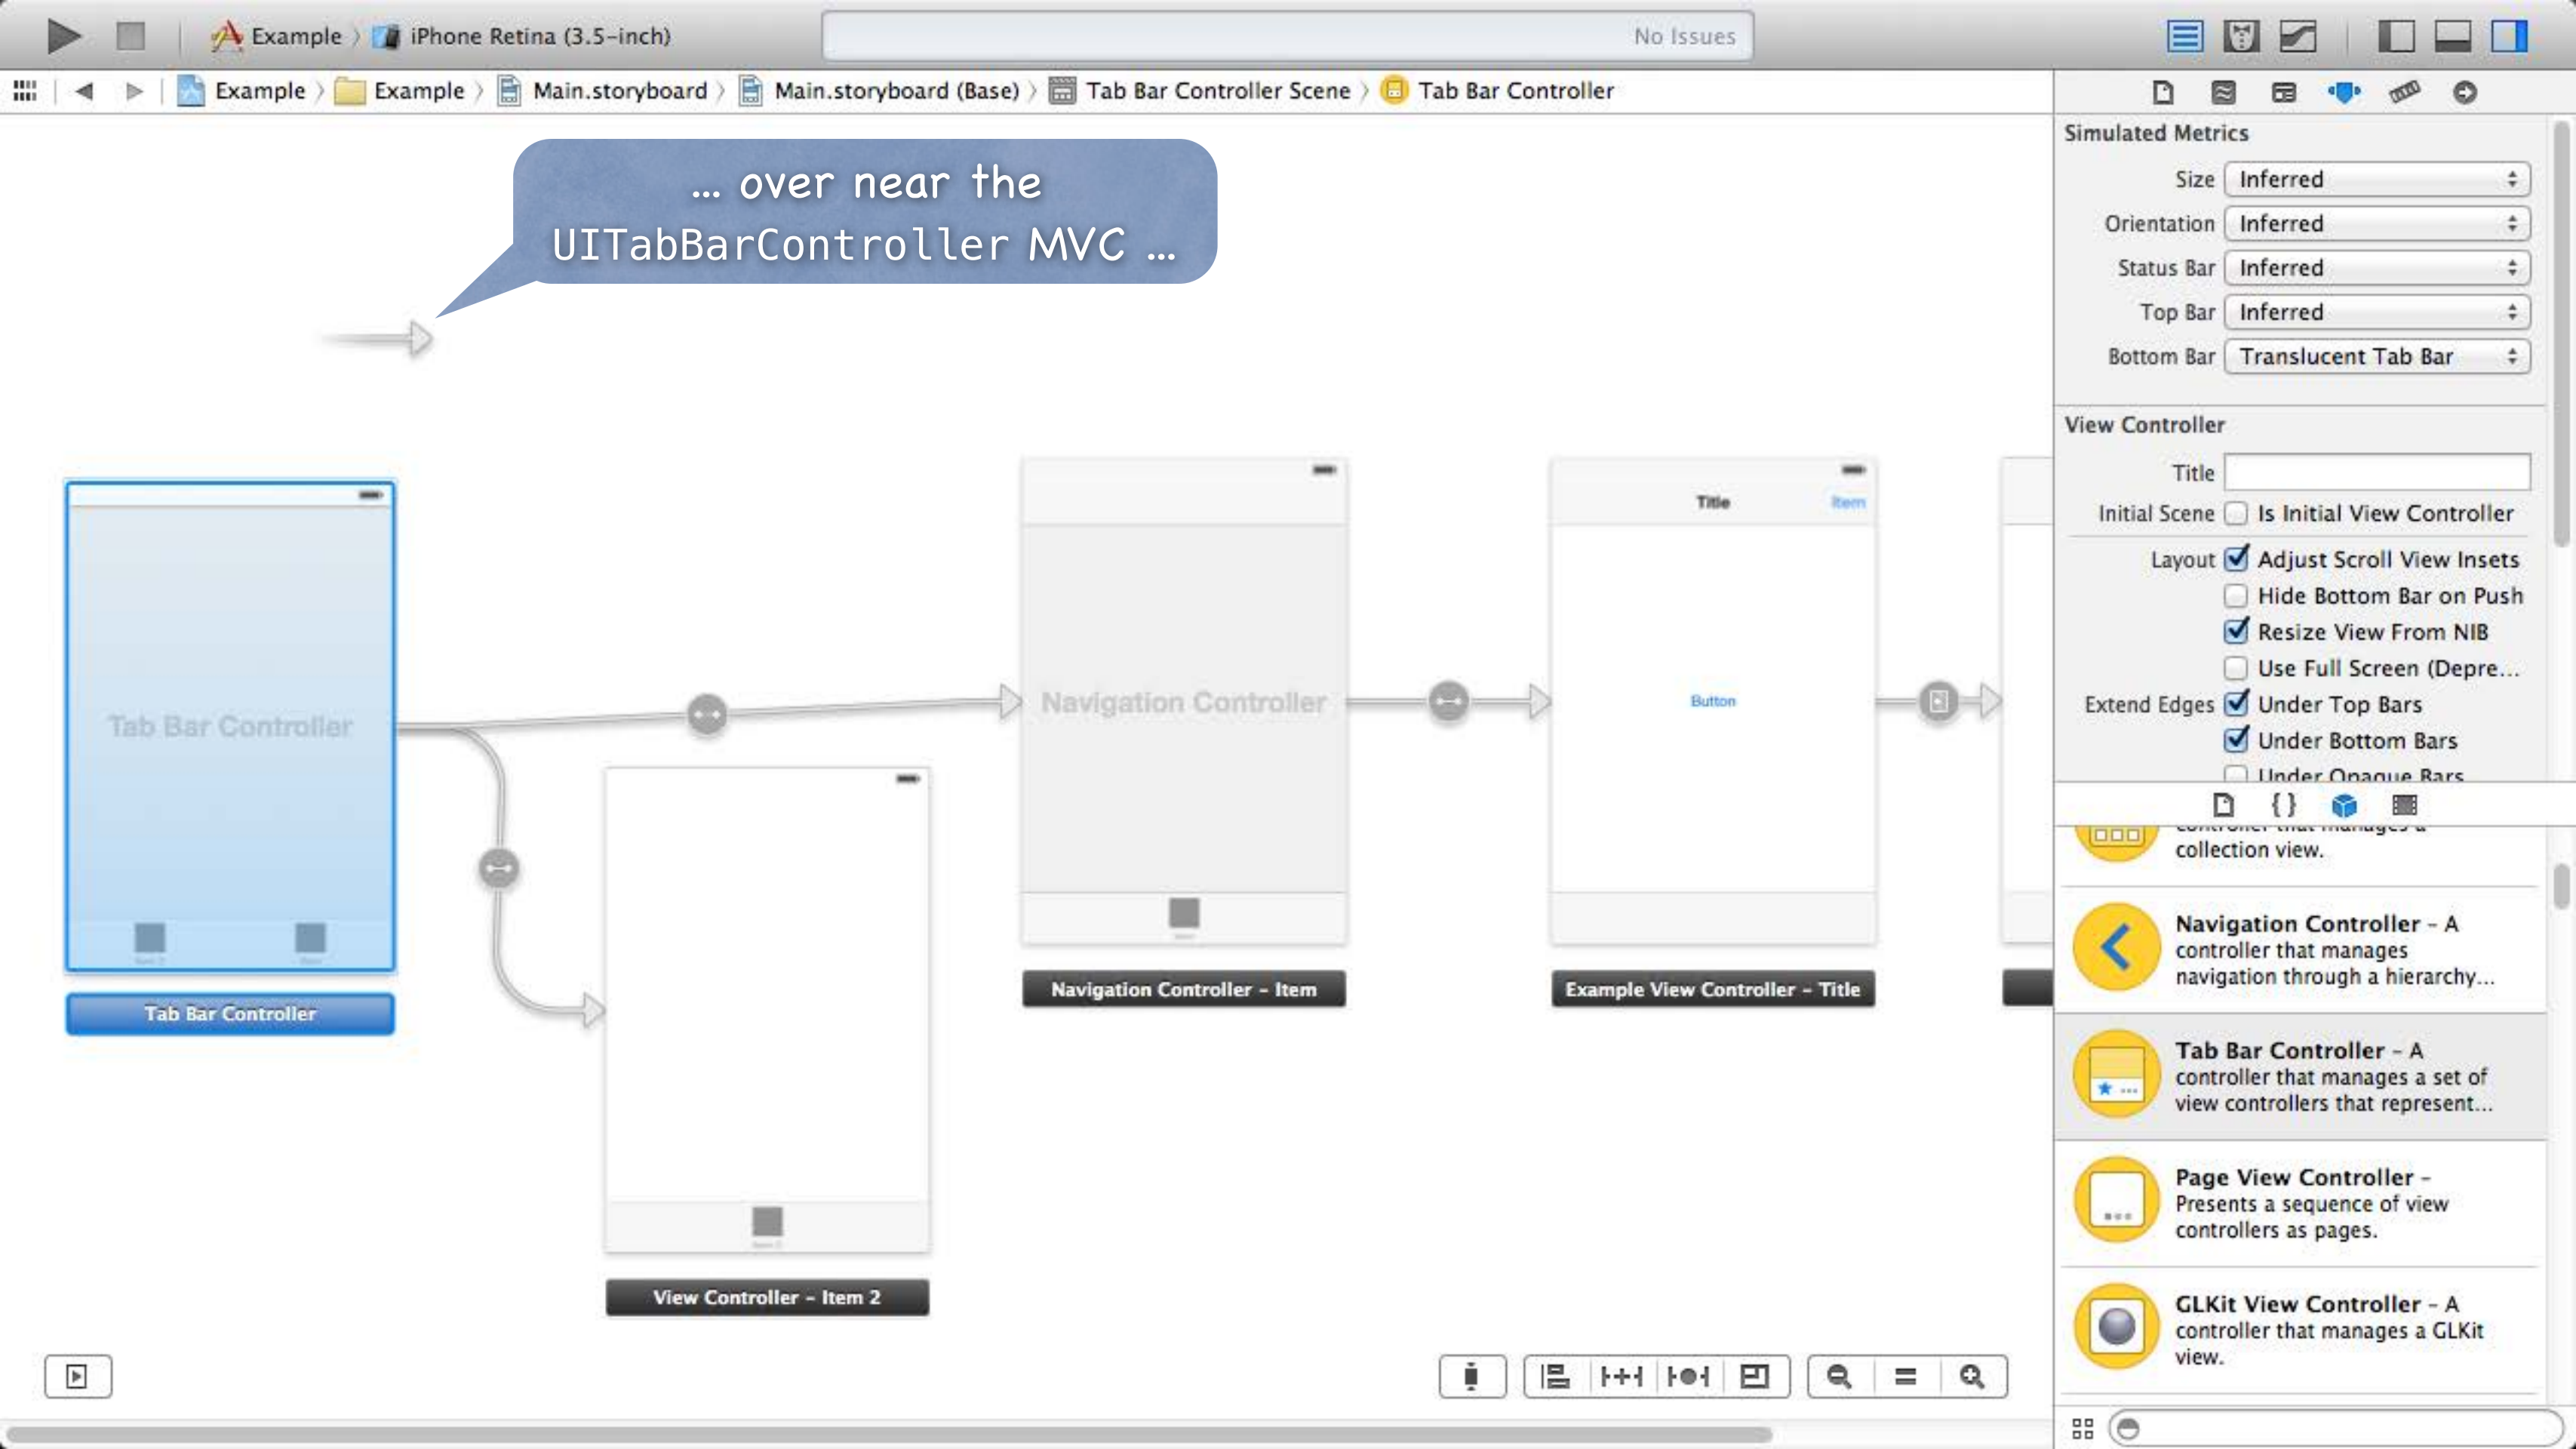 Example 〉 iPhone Retina (3.5-inch)
No Issues
Example 〉 Example 〉 Main.storyboard 〉 Main.storyboard (Base) 〉 Tab Bar Controller Scene 〉 Tab Bar Controller
… over near the
UITabBarController MVC …
Tab Bar Controller
Tab Bar Controller
Navigation Controller
Navigation Controller – Item
Title
Item
Button
Example View Controller – Title
View Controller – Item 2
Simulated Metrics
Size Inferred
Orientation Inferred
Status Bar Inferred
Top Bar Inferred
Bottom Bar Translucent Tab Bar
View Controller
Title
Initial Scene Is Initial View Controller
Layout Adjust Scroll View Insets
Hide Bottom Bar on Push
Resize View From NIB
Use Full Screen (Depre...
Extend Edges Under Top Bars
Under Bottom Bars
Under Opaque Bars
{ }
collection view.
Navigation Controller – A
controller that manages
navigation through a hierarchy...
Tab Bar Controller – A
controller that manages a set of
view controllers that represent...
Page View Controller –
Presents a sequence of view
controllers as pages.
GLKit View Controller – A
controller that manages a GLKit
view.